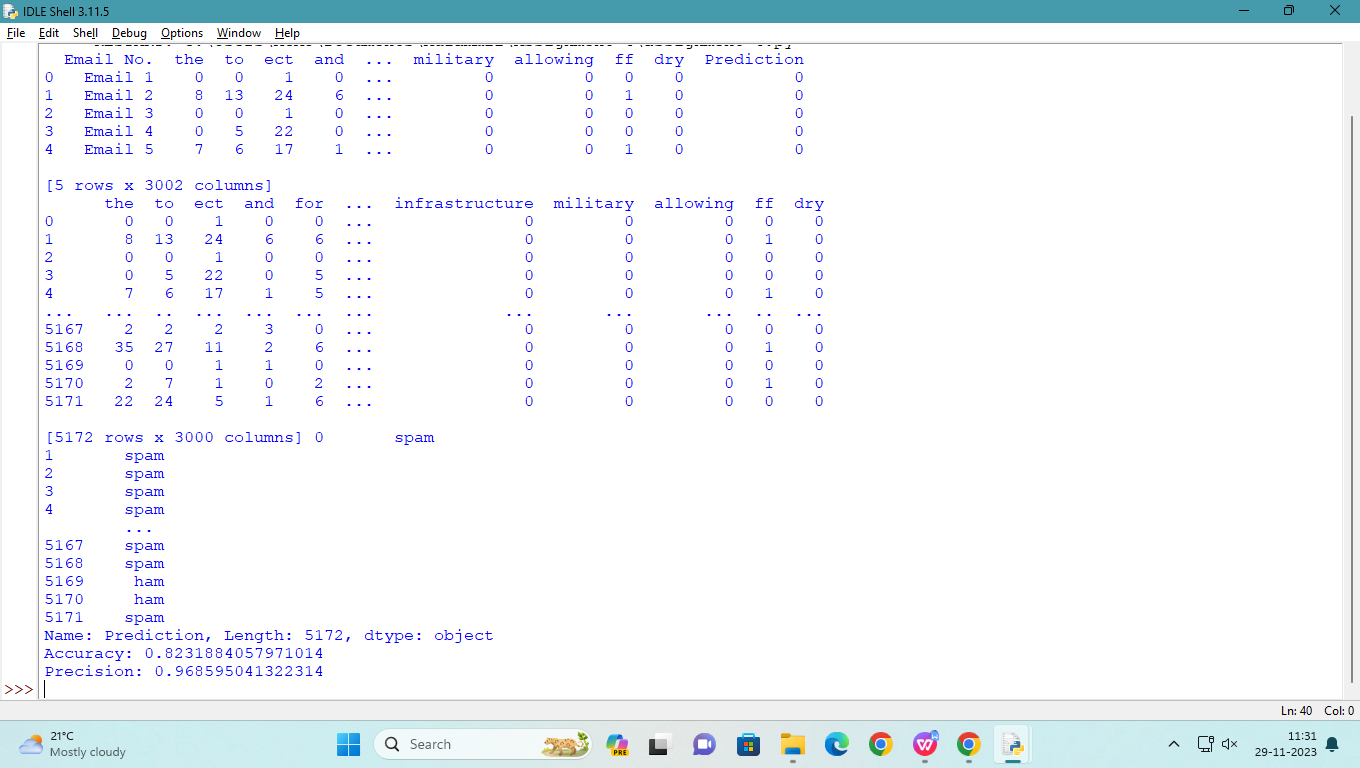 IDLE Shell 3.11.5
File Edit Shell Debug Options Window Help
Email No. the to ect and ... military allowing ff dry Prediction
0 Email 1 0 0 1 0 ... 0 0 0 0 0
1 Email 2 8 13 24 6 ... 0 0 1 0 0
2 Email 3 0 0 1 0 ... 0 0 0 0 0
3 Email 4 0 5 22 0 ... 0 0 0 0 0
4 Email 5 7 6 17 1 ... 0 0 1 0 0
[5 rows x 3002 columns]
the to ect and for ... infrastructure military allowing ff dry
0 0 0 1 0 0 ... 0 0 0 0 0
1 8 13 24 6 6 ... 0 0 0 1 0
2 0 0 1 0 0 ... 0 0 0 0 0
3 0 5 22 0 5 ... 0 0 0 0 0
4 7 6 17 1 5 ... 0 0 0 1 0
... ... .. ... ... ... ... ... ... ... .. ...
5167 2 2 2 3 0 ... 0 0 0 0 0
5168 35 27 11 2 6 ... 0 0 0 1 0
5169 0 0 1 1 0 ... 0 0 0 0 0
5170 2 7 1 0 2 ... 0 0 0 1 0
5171 22 24 5 1 6 ... 0 0 0 0 0
[5172 rows x 3000 columns] 0 spam
1 spam
2 spam
3 spam
4 spam
...
5167 spam
5168 spam
5169 ham
5170 ham
5171 spam
Name: Prediction, Length: 5172, dtype: object
Accuracy: 0.8231884057971014
Precision: 0.968595041322314
>>>
Ln: 40 Col: 0
21°C
Mostly cloudy
Search
PRE
11:31
29-11-2023